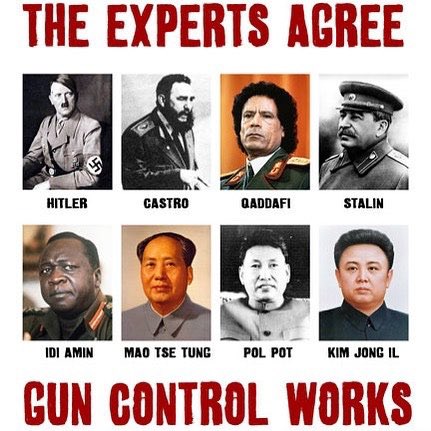 THE EXPERTS AGREE
HITLER CASTRO QADDAFI STALIN
IDI AMIN MAO TSE TUNG POL POT KIM JONG IL
GUN CONTROL WORKS